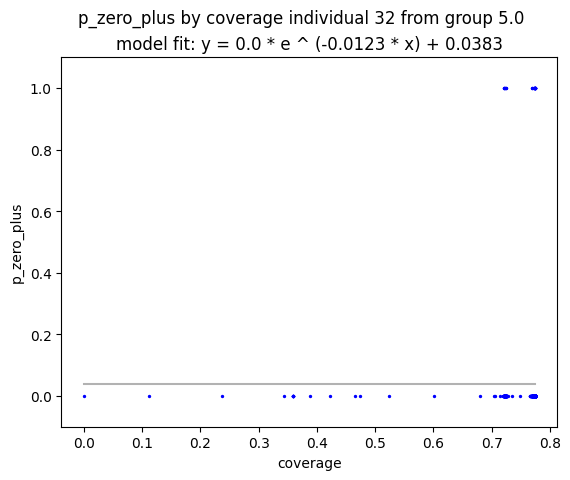 p_zero_plus by coverage individual 32 from group 5.0
model fit: y = 0.0 * e ^ (-0.0123 * x) + 0.0383
1.0
0.8
0.6
0.4
0.2
0.0
p_zero_plus
0.0 0.1 0.2 0.3 0.4 0.5 0.6 0.7 0.8
coverage